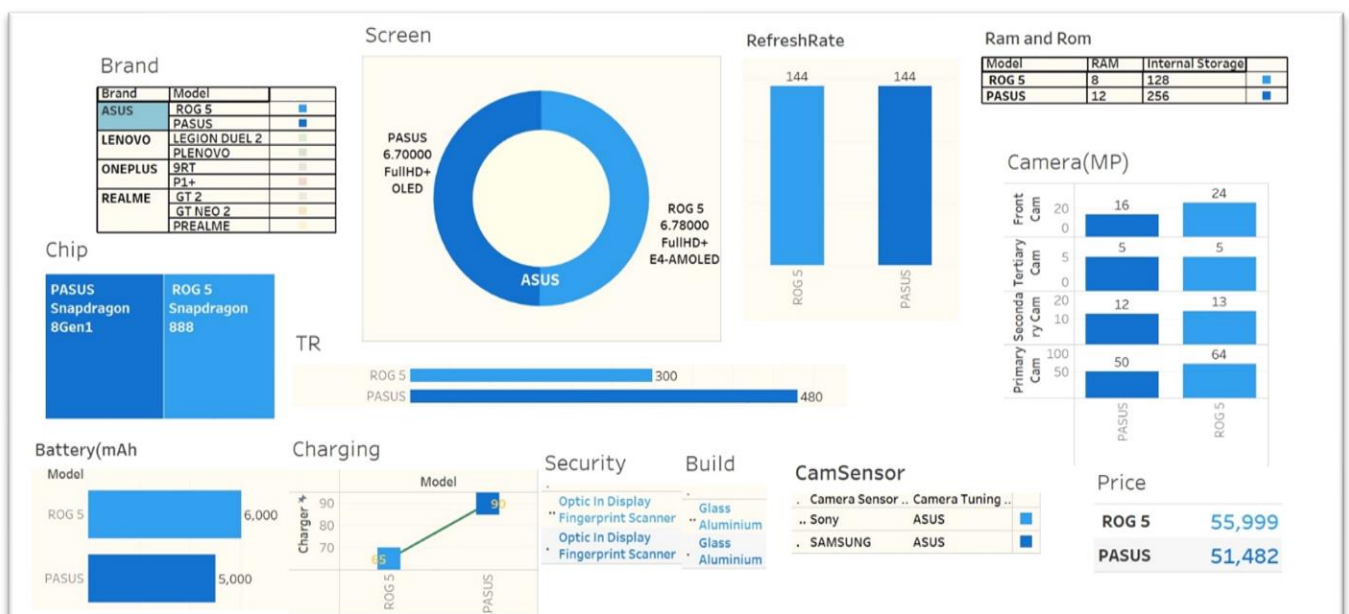 Brand
Brand Model
ASUS ROG 5
PASUS
LENOVO LEGION DUEL 2
PLENOVO
ONEPLUS 9RT
P1+
REALME GT 2
GT NEO 2
PREALME
Screen
PASUS
6.70000
FullHD+
OLED
ROG 5
6.78000
FullHD+
E4-AMOLED
ASUS
RefreshRate
144 144
ROG 5 PASUS
Ram and Rom
Model RAM Internal Storage
ROG 5 8 128
PASUS 12 256
Chip
PASUS
Snapdragon
8Gen1
ROG 5
Snapdragon
888
TR
ROG 5 300
PASUS 480
Camera(MP)
Front
Cam
20
0
16 24
Tertiary
Cam
5
0
5 5
Seconda
ry Cam
20
10
12 13
Primary
Cam
100
50
50 64
PASUS ROG 5
Battery(mAh
Model
ROG 5 6,000
PASUS 5,000
Charging
Model
Charger
90
80
70
65
90
ROG 5 PASUS
Security
Optic In Display
Fingerprint Scanner
Optic In Display
Fingerprint Scanner
Build
Glass
Aluminium
Glass
Aluminium
CamSensor
. Camera Sensor .. Camera Tuning ..
.. Sony ASUS
. SAMSUNG ASUS
Price
ROG 5 55,999
PASUS 51,482